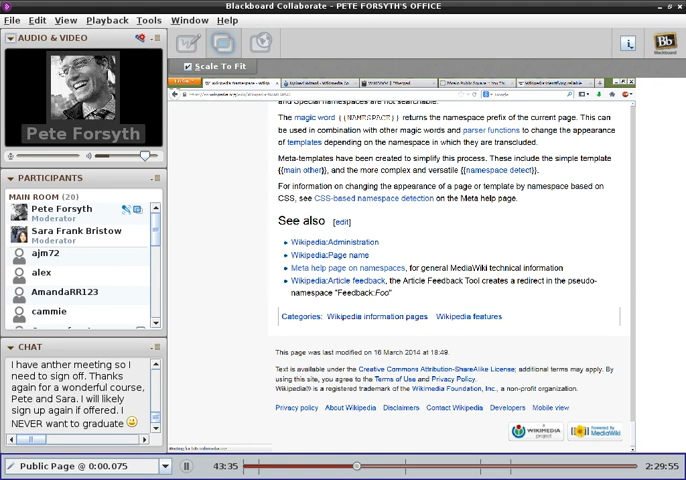 Blackboard Collaborate - PETE FORSYTH'S OFFICE
File Edit View Playback Tools Window Help
AUDIO & VIDEO
Pete Forsyth
PARTICIPANTS
MAIN ROOM (20)
Pete Forsyth
Moderator
Sara Frank Bristow
Moderator
ajm72
alex
AmandaRR123
cammie
CHAT
I have anther meeting so I
need to sign off. Thanks
again for a wonderful course,
Pete and Sara. I will likely
sign up again if offered. I
NEVER want to graduate
Public Page @ 0:00.075
43:35
2:29:55
Scale To Fit
i
Bb
Blackboard
and Special namespaces are not searchable.
The magic word {{NAMESPACE}} returns the namespace prefix of the current page. This can
be used in combination with other magic words and parser functions to change the appearance
of templates depending on the namespace in which they are transcluded.
Meta-templates have been created to simplify this process. These include the simple template
{{main other}}, and the more complex and versatile {{namespace detect}}.
For information on changing the appearance of a page or template by namespace based on
CSS, see CSS-based namespace detection on the Meta help page.
See also [edit]
Wikipedia:Administration
Wikipedia:Page name
Meta help page on namespaces, for general MediaWiki technical information
Wikipedia:Article feedback, the Article Feedback Tool creates a redirect in the pseudo-
namespace "Feedback:Foo"
Categories: Wikipedia information pages Wikipedia features
This page was last modified on 16 March 2014 at 18:49.
Text is available under the Creative Commons Attribution-ShareAlike License; additional terms may apply. By
using this site, you agree to the Terms of Use and Privacy Policy.
Wikipedia® is a registered trademark of the Wikimedia Foundation, Inc., a non-profit organization.
Privacy policy About Wikipedia Disclaimers Contact Wikipedia Developers Mobile view
WIKIMEDIA
project
Powered By
MediaWiki